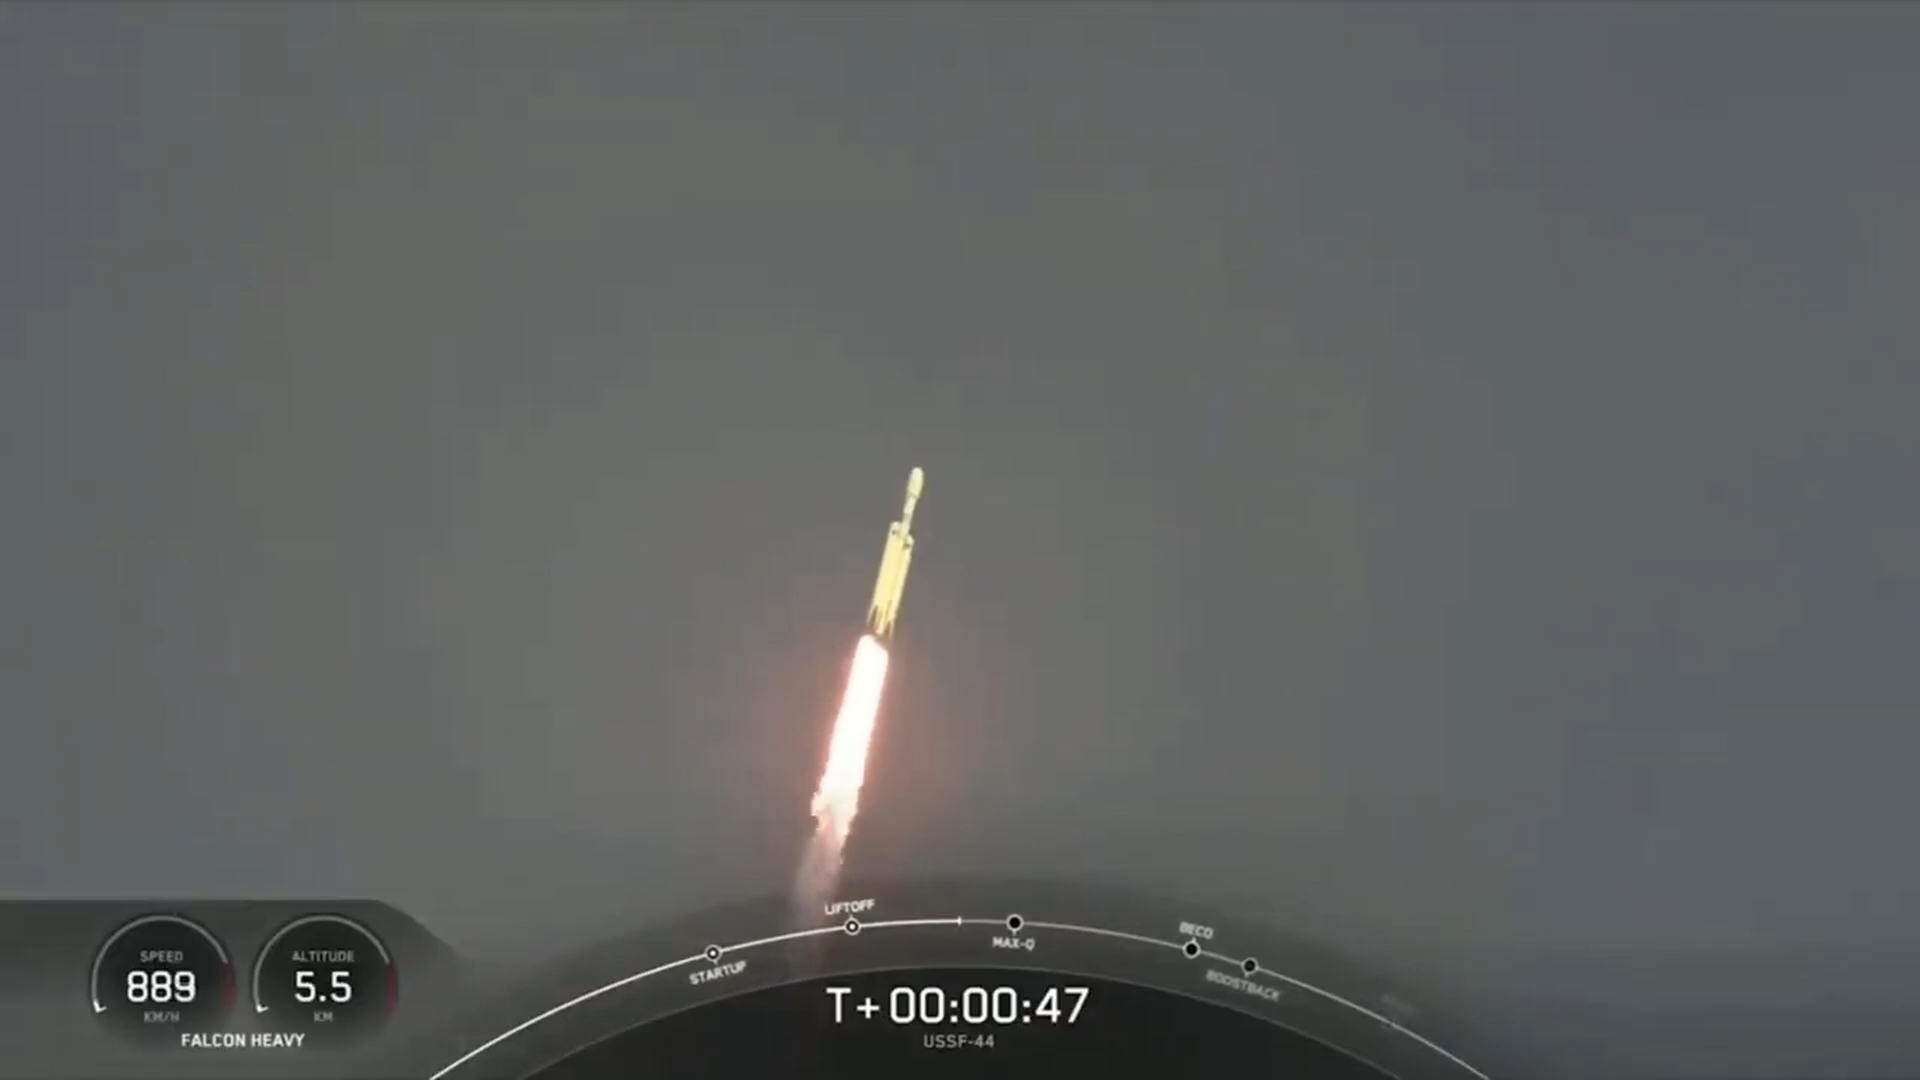 LIFTOFF
BECO
STARTUP
MAX-Q
BOOSTBACK
SPEED
889
KM/H
ALTITUDE
5.5
KM
FALCON HEAVY
T+00:00:47
USSF-44